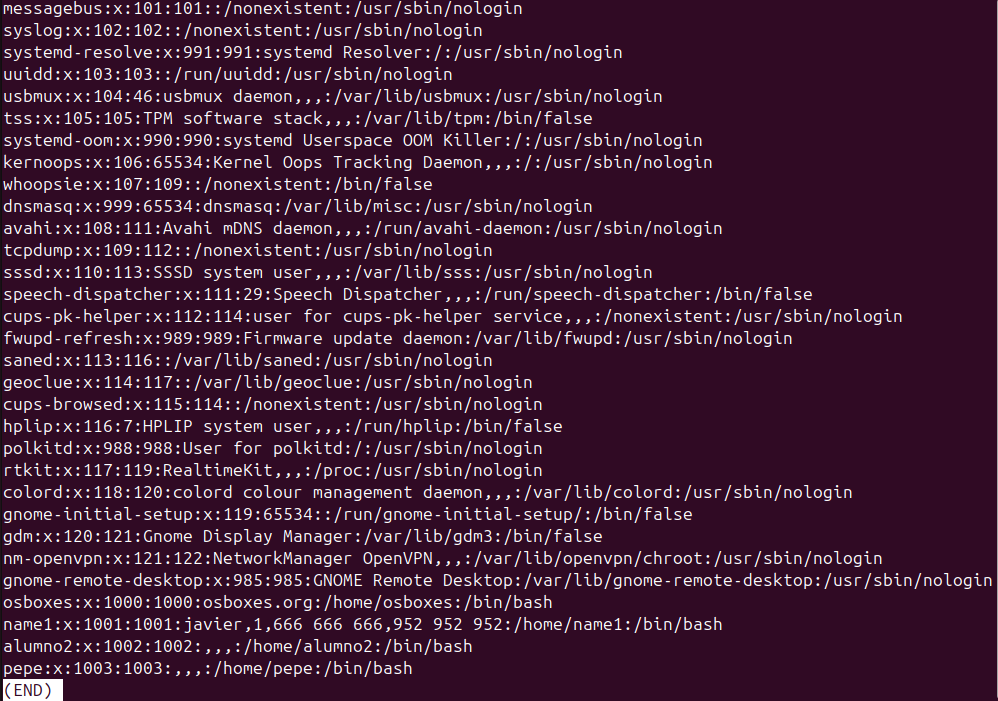 messagebus:x:101:101::/nonexistent:/usr/sbin/nologin
syslog:x:102:102::/nonexistent:/usr/sbin/nologin
systemd-resolve:x:991:991:systemd Resolver:/:/usr/sbin/nologin
uuidd:x:103:103::/run/uuidd:/usr/sbin/nologin
usbmux:x:104:46:usbmux daemon,,,:/var/lib/usbmux:/usr/sbin/nologin
tss:x:105:105:TPM software stack,,,:/var/lib/tpm:/bin/false
systemd-oom:x:990:990:systemd Userspace OOM Killer:/:/usr/sbin/nologin
kernoops:x:106:65534:Kernel Oops Tracking Daemon,,,:/:/usr/sbin/nologin
whoopsie:x:107:109::/nonexistent:/bin/false
dnsmasq:x:999:65534:dnsmasq:/var/lib/misc:/usr/sbin/nologin
avahi:x:108:111:Avahi mDNS daemon,,,:/run/avahi-daemon:/usr/sbin/nologin
tcpdump:x:109:112::/nonexistent:/usr/sbin/nologin
sssd:x:110:113:SSSD system user,,,:/var/lib/sss:/usr/sbin/nologin
speech-dispatcher:x:111:29:Speech Dispatcher,,,:/run/speech-dispatcher:/bin/false
cups-pk-helper:x:112:114:user for cups-pk-helper service,,,:/nonexistent:/usr/sbin/nologin
fwupd-refresh:x:989:989:Firmware update daemon:/var/lib/fwupd:/usr/sbin/nologin
saned:x:113:116::/var/lib/saned:/usr/sbin/nologin
geoclue:x:114:117::/var/lib/geoclue:/usr/sbin/nologin
cups-browsed:x:115:114::/nonexistent:/usr/sbin/nologin
hplip:x:116:7:HPLIP system user,,,:/run/hplip:/bin/false
polkitd:x:988:988:User for polkitd:/:/usr/sbin/nologin
rtkit:x:117:119:RealtimeKit,,,:/proc:/usr/sbin/nologin
colord:x:118:120:colord colour management daemon,,,:/var/lib/colord:/usr/sbin/nologin
gnome-initial-setup:x:119:65534::/run/gnome-initial-setup/:/bin/false
gdm:x:120:121:Gnome Display Manager:/var/lib/gdm3:/bin/false
nm-openvpn:x:121:122:NetworkManager OpenVPN,,,:/var/lib/openvpn/chroot:/usr/sbin/nologin
gnome-remote-desktop:x:985:985:GNOME Remote Desktop:/var/lib/gnome-remote-desktop:/usr/sbin/nologin
osboxes:x:1000:1000:osboxes.org:/home/osboxes:/bin/bash
name1:x:1001:1001:javier,1,666 666 666,952 952 952:/home/name1:/bin/bash
alumno2:x:1002:1002:,,,:/home/alumno2:/bin/bash
pepe:x:1003:1003:,,,:/home/pepe:/bin/bash
(END)